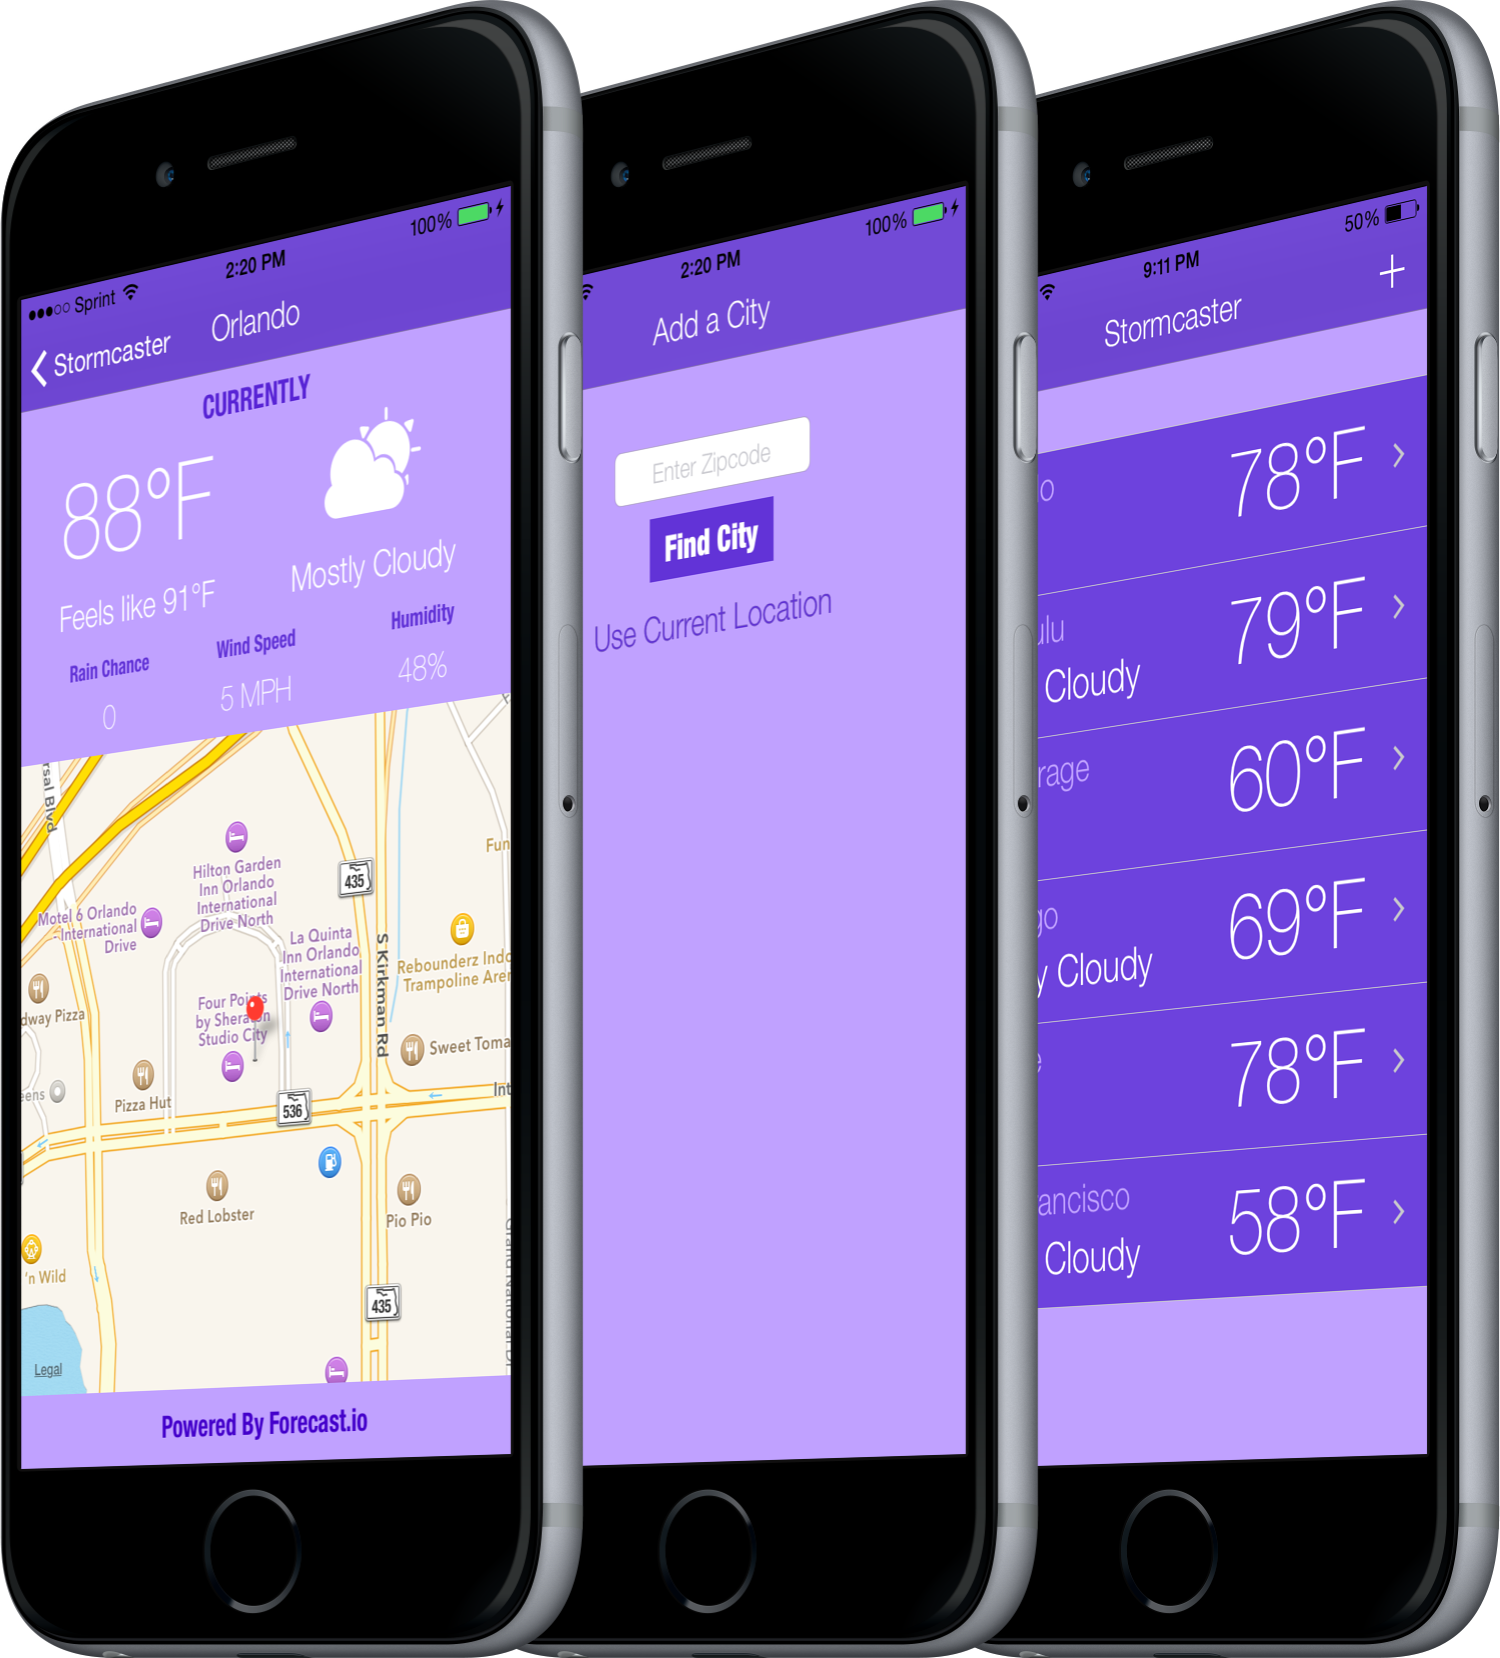 ●●●○○ Sprint
2:20 PM
100%
Stormcaster
Orlando
CURRENTLY
88°F
Feels like 91°F
Mostly Cloudy
Rain Chance
0
Wind Speed
5 MPH
Humidity
48%
rsal Blvd
Hilton Garden
Inn Orlando
International
Drive North
435
Fun
Motel 6 Orlando
- International
Drive
La Quinta
Inn Orlando
International
Drive North
S Kirkman Rd
Rebounderz Indo
Trampoline Aren
dway Pizza
Four Points
by Sheraton
Studio City
Sweet Toma
eens
Pizza Hut
536
Int
Red Lobster
Pio Pio
'n Wild
435
Grand National Dr
Legal
Powered By Forecast.io
2:20 PM
100%
Add a City
Enter Zipcode
Find City
Use Current Location
9:11 PM
50%
Stormcaster
+
lo
78°F
ulu
Cloudy
79°F
rage
60°F
go
y Cloudy
69°F
e
78°F
ancisco
Cloudy
58°F